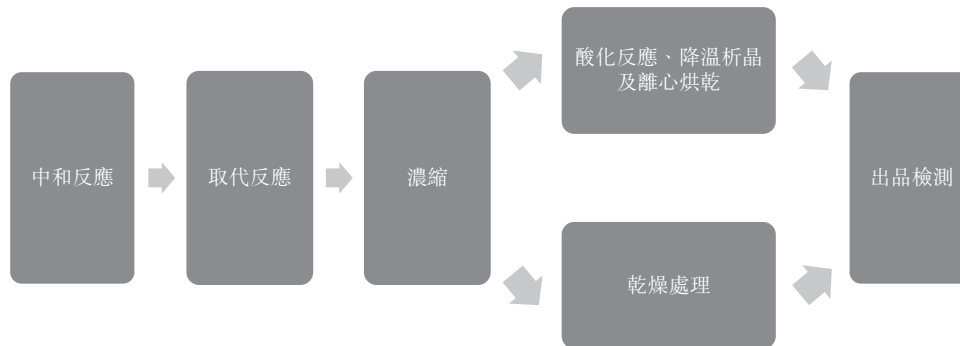 中和反應
取代反應
濃縮
酸化反應、降溫析晶
及離心烘乾
乾燥處理
出品檢測